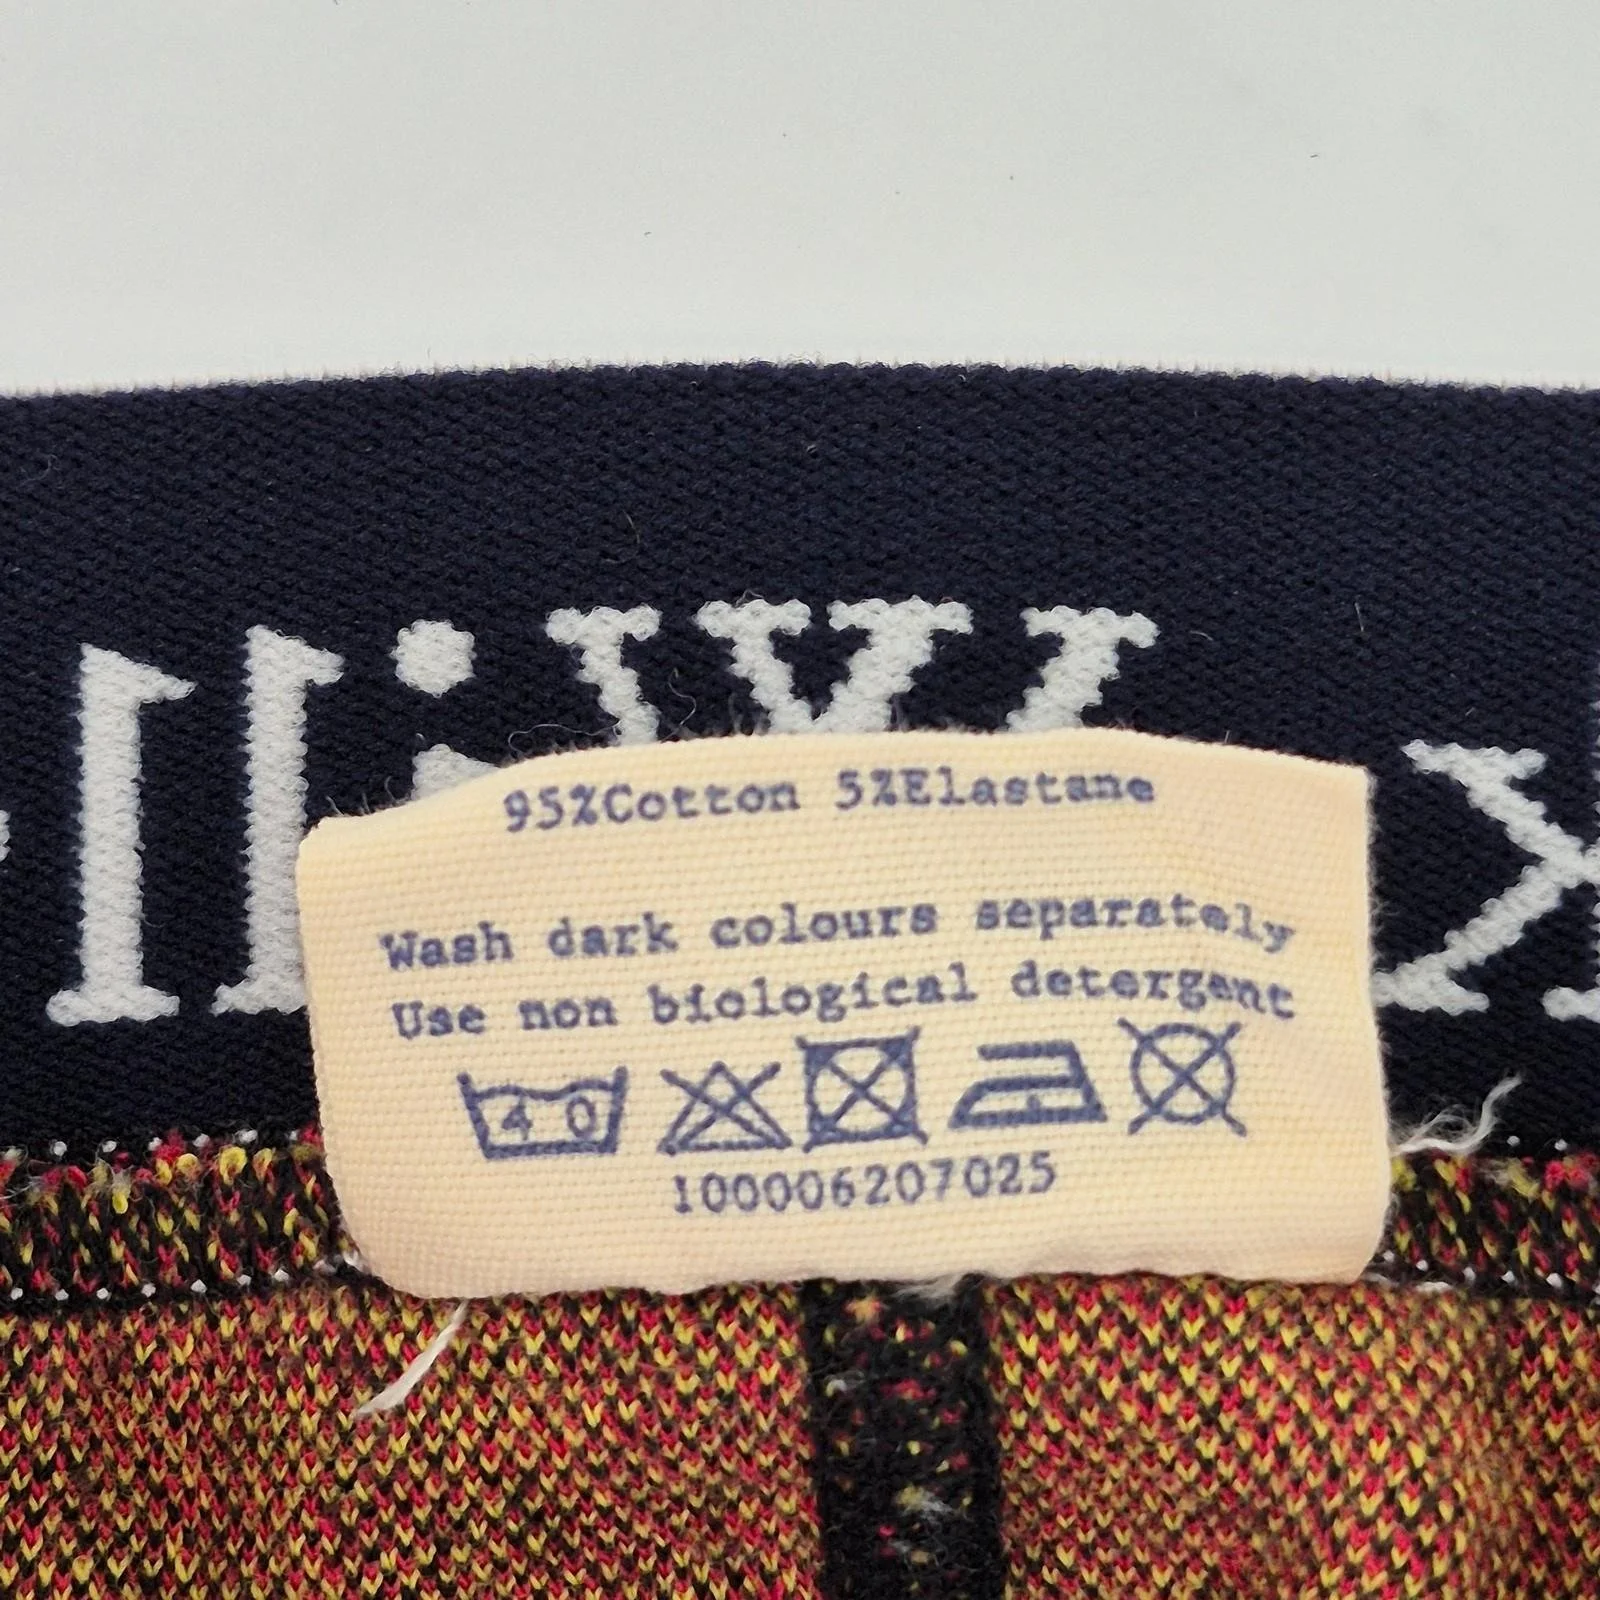 95%Cotton 5%Elastane
Wash dark colours separately
Use non biological detergent
40
100006207025